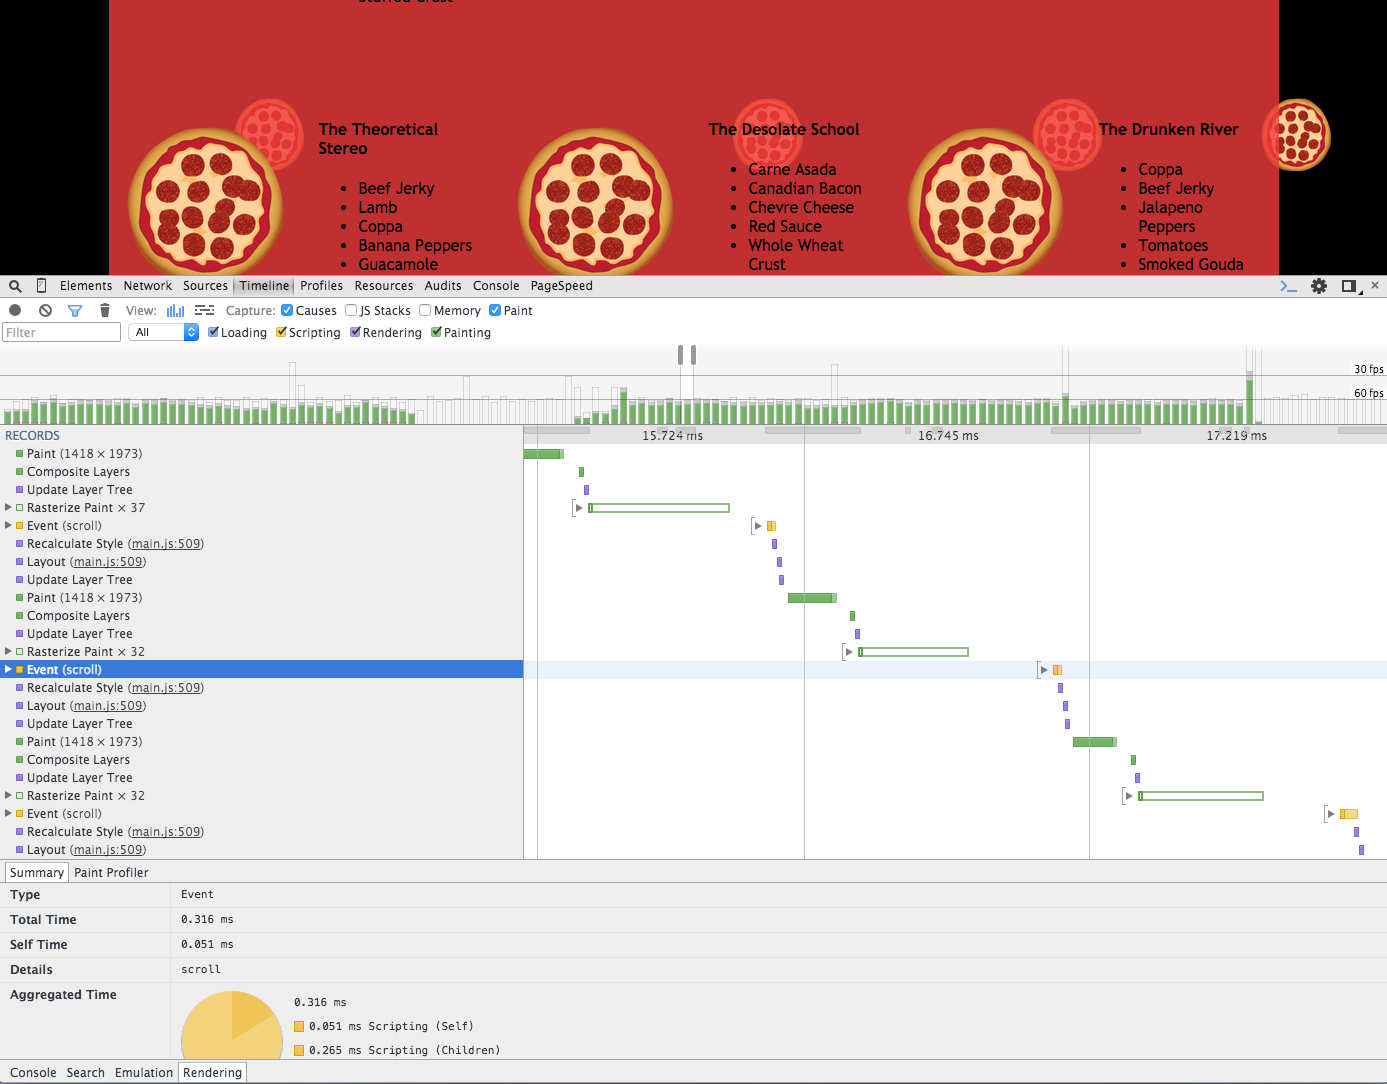 Stuffed Crust
The Theoretical
Stereo
Beef Jerky
Lamb
Coppa
Banana Peppers
Guacamole
The Desolate School
Carne Asada
Canadian Bacon
Chevre Cheese
Red Sauce
Whole Wheat
Crust
The Drunken River
Coppa
Beef Jerky
Jalapeno
Peppers
Tomatoes
Smoked Gouda
Elements Network Sources Timeline Profiles Resources Audits Console PageSpeed
View: Capture: Causes JS Stacks Memory Paint
Filter All Loading Scripting Rendering Painting
30 fps
60 fps
RECORDS 15.724 ms 16.745 ms 17.219 ms
Paint (1418 × 1973)
Composite Layers
Update Layer Tree
Rasterize Paint × 37
Event (scroll)
Recalculate Style (main.js:509)
Layout (main.js:509)
Update Layer Tree
Paint (1418 × 1973)
Composite Layers
Update Layer Tree
Rasterize Paint × 32
Event (scroll)
Recalculate Style (main.js:509)
Layout (main.js:509)
Update Layer Tree
Paint (1418 × 1973)
Composite Layers
Update Layer Tree
Rasterize Paint × 32
Event (scroll)
Recalculate Style (main.js:509)
Layout (main.js:509)
Summary Paint Profiler
Type Event
Total Time 0.316 ms
Self Time 0.051 ms
Details scroll
Aggregated Time
0.316 ms
0.051 ms Scripting (Self)
0.265 ms Scripting (Children)
Console Search Emulation Rendering